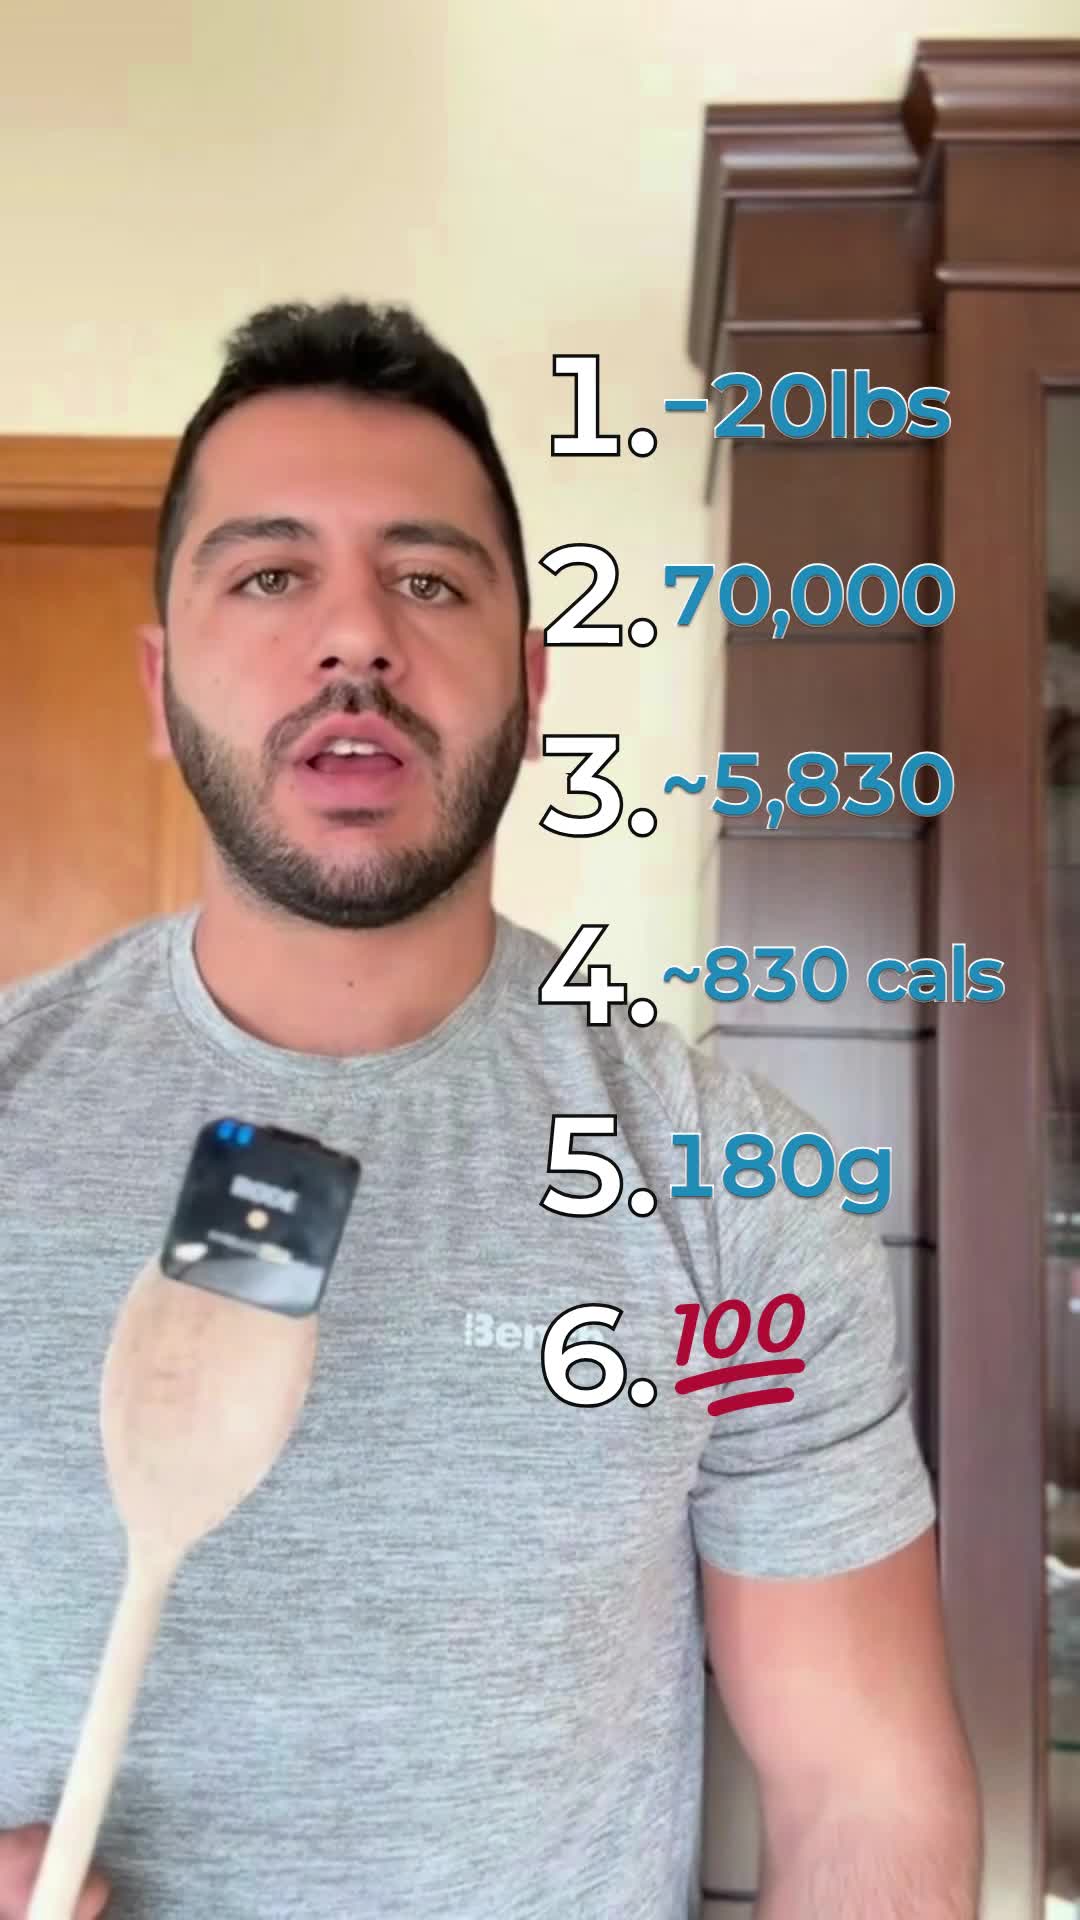 1. -20lbs
2. 70,000
3. ~5,830
4. ~830 cals
5. 180g
6. 💯